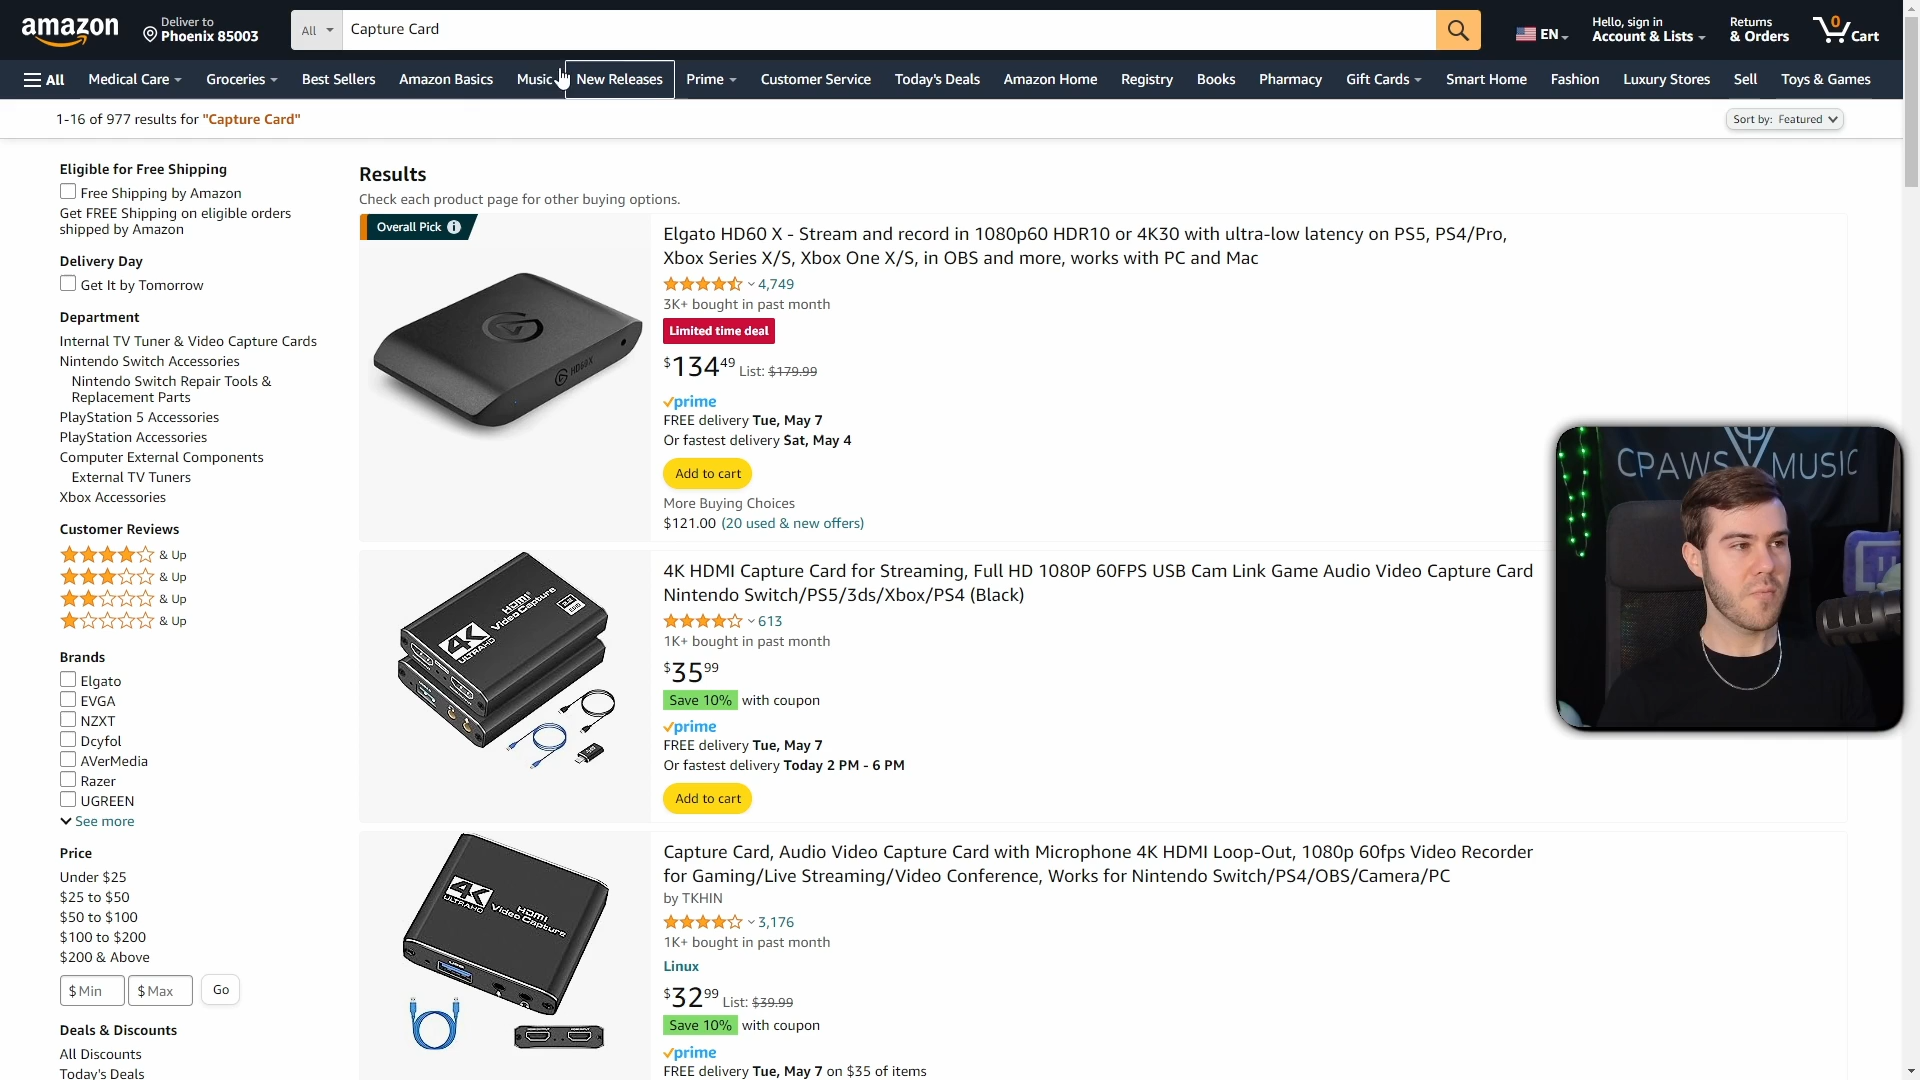 amazon
Deliver to
Phoenix 85003
All
Capture Card
EN
Hello, sign in
Account & Lists
Returns
& Orders
0
Cart
All
Medical Care
Groceries
Best Sellers
Amazon Basics
Music
New Releases
Prime
Customer Service
Today's Deals
Amazon Home
Registry
Books
Pharmacy
Gift Cards
Smart Home
Fashion
Luxury Stores
Sell
Toys & Games
1-16 of 977 results for "Capture Card"
Sort by: Featured
Eligible for Free Shipping
Free Shipping by Amazon
Get FREE Shipping on eligible orders
shipped by Amazon
Delivery Day
Get It by Tomorrow
Department
Internal TV Tuner & Video Capture Cards
Nintendo Switch Accessories
Nintendo Switch Repair Tools &
Replacement Parts
PlayStation 5 Accessories
PlayStation Accessories
Computer External Components
External TV Tuners
Xbox Accessories
Customer Reviews
& Up
& Up
& Up
& Up
Brands
Elgato
EVGA
NZXT
Dcyfol
AVerMedia
Razer
UGREEN
See more
Price
Under $25
$25 to $50
$50 to $100
$100 to $200
$200 & Above
$ Min
$ Max
Go
Deals & Discounts
All Discounts
Today's Deals
Results
Check each product page for other buying options.
Overall Pick
HD60X
Elgato HD60 X - Stream and record in 1080p60 HDR10 or 4K30 with ultra-low latency on PS5, PS4/Pro,
Xbox Series X/S, Xbox One X/S, in OBS and more, works with PC and Mac
4,749
3K+ bought in past month
Limited time deal
$134 49 List: $179.99
prime
FREE delivery Tue, May 7
Or fastest delivery Sat, May 4
Add to cart
More Buying Choices
$121.00 (20 used & new offers)
4K
ULTRAHD
HDMI
Video Capture
4K HDMI Capture Card for Streaming, Full HD 1080P 60FPS USB Cam Link Game Audio Video Capture Card
Nintendo Switch/PS5/3ds/Xbox/PS4 (Black)
613
1K+ bought in past month
$35 99
Save 10% with coupon
prime
FREE delivery Tue, May 7
Or fastest delivery Today 2 PM - 6 PM
Add to cart
4K
ULTRAHD
HDMI
Video Capture
Capture Card, Audio Video Capture Card with Microphone 4K HDMI Loop-Out, 1080p 60fps Video Recorder
for Gaming/Live Streaming/Video Conference, Works for Nintendo Switch/PS4/OBS/Camera/PC
by TKHIN
3,176
1K+ bought in past month
Linux
$32 99 List: $39.99
Save 10% with coupon
prime
FREE delivery Tue, May 7 on $35 of items
CPAWS MUSIC